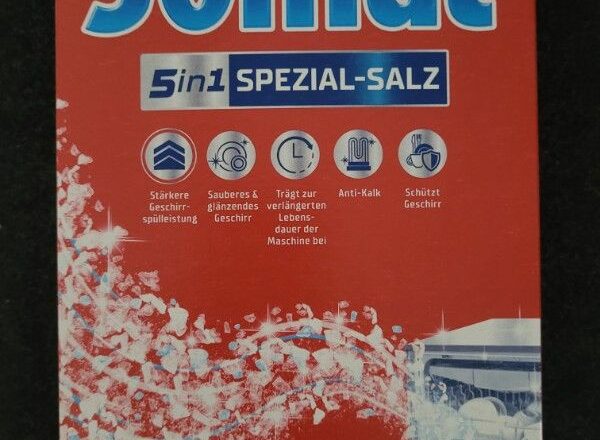 Somat
5in1 SPEZIAL-SALZ
Stärkere
Geschirr-
spülleistung
Sauberes &
glänzendes
Geschirr
Trägt zur
verlängerten
Lebens-
dauer der
Maschine bei
Anti-Kalk
Schützt
Geschirr